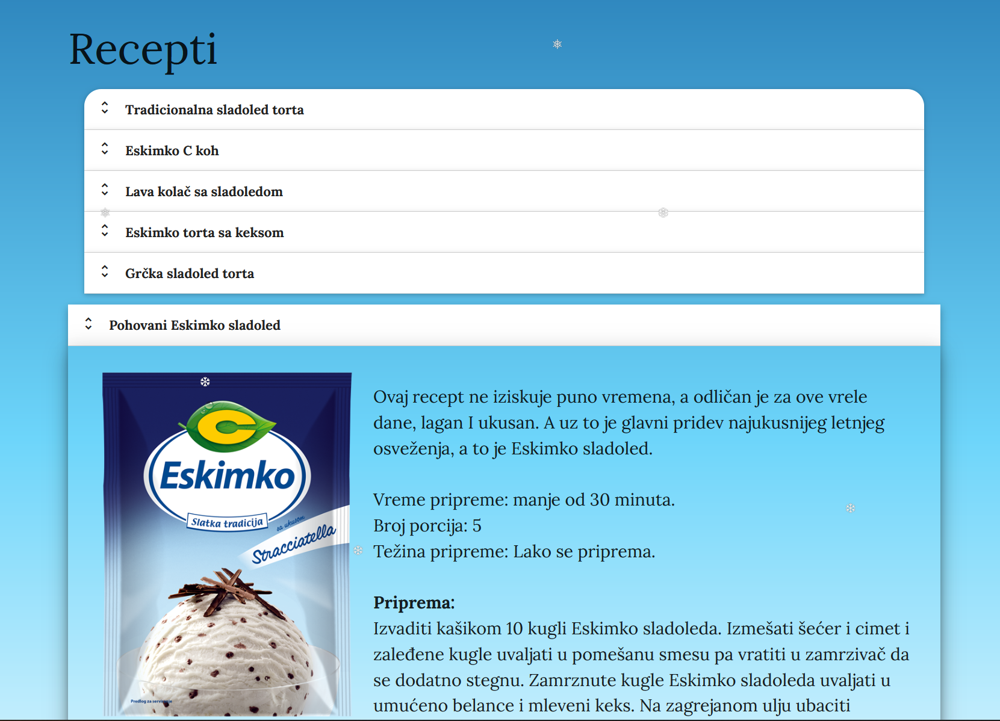 Recepti
Tradicionalna sladoled torta
Eskimko C koh
Lava kolač sa sladoledom
Eskimko torta sa keksom
Grčka sladoled torta
Pohovani Eskimko sladoled
C
Eskimko
Slatka tradicija
sa ukusom
Stracciatella
Predlog za serviranje
Ovaj recept ne iziskuje puno vremena, a odličan je za ove vrele
dane, lagan I ukusan. A uz to je glavni pridev najukusnijeg letnjeg
osveženja, a to je Eskimko sladoled.
Vreme pripreme: manje od 30 minuta.
Broj porcija: 5
Težina pripreme: Lako se priprema.
Priprema:
Izvaditi kašikom 10 kugli Eskimko sladoleda. Izmešati šećer i cimet i
zaleđene kugle uvaljati u pomešanu smesu pa vratiti u zamrzivač da
se dodatno stegnu. Zamrznute kugle Eskimko sladoleda uvaljati u
umućeno belance i mleveni keks. Na zagrejanom ulju ubaciti